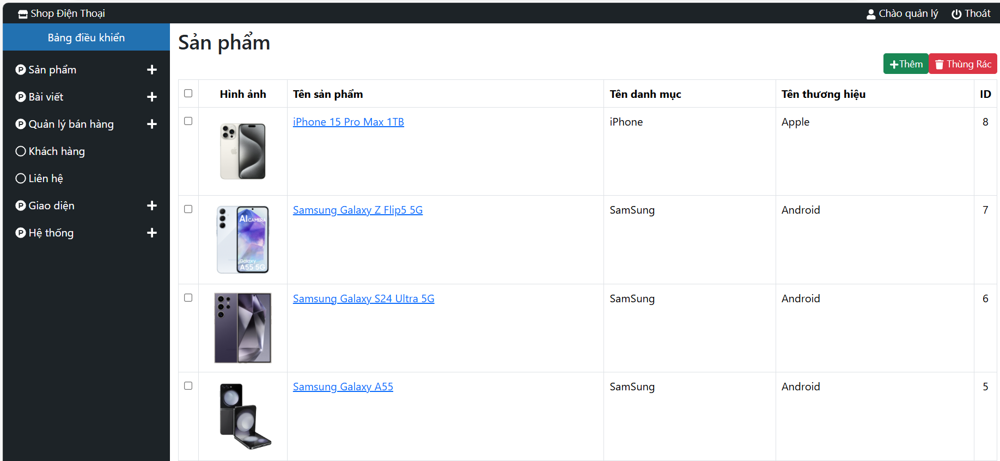 Shop Điện Thoại
Chào quản lý
Thoát
Bảng điều khiển
Sản phẩm
Bài viết
Quản lý bán hàng
Khách hàng
Liên hệ
Giao diện
Hệ thống
Sản phẩm
Thêm
Thùng Rác
Hình ảnh Tên sản phẩm Tên danh mục Tên thương hiệu ID
iPhone 15 Pro Max 1TB iPhone Apple 8
Samsung Galaxy Z Flip5 5G SamSung Android 7
AI CAMERA
Galaxy
A55 5G
Samsung Galaxy S24 Ultra 5G SamSung Android 6
Samsung Galaxy A55 SamSung Android 5